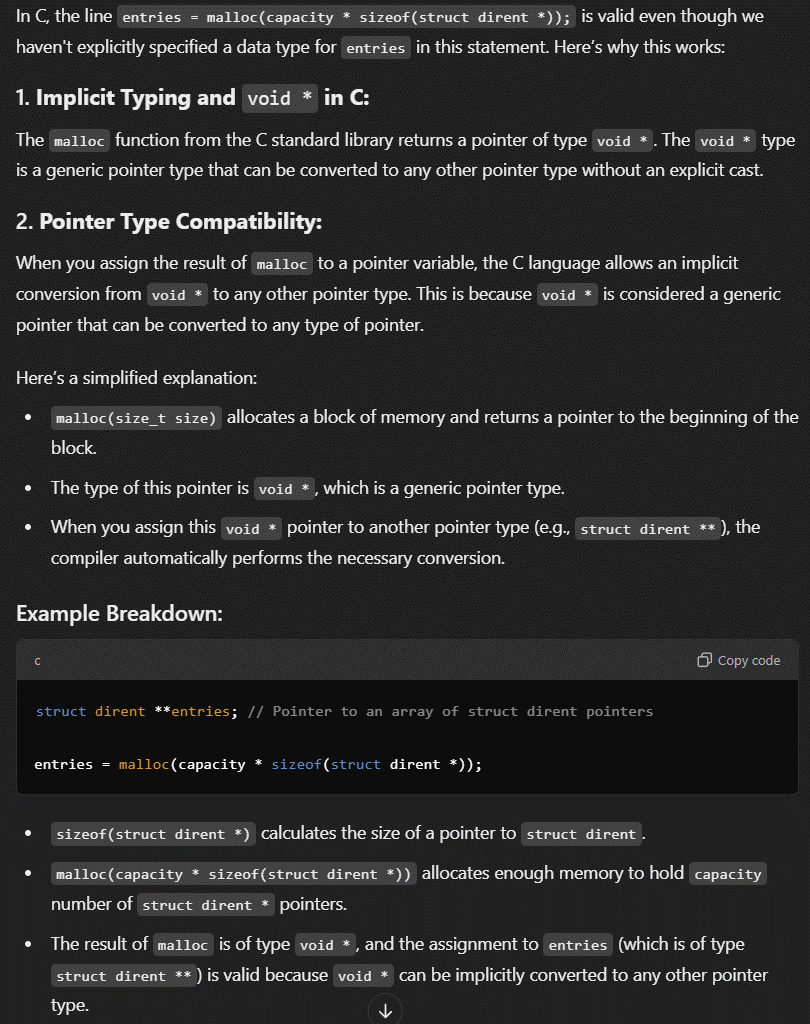 In C, the line entries = malloc(capacity * sizeof(struct dirent *)); is valid even though we
haven't explicitly specified a data type for entries in this statement. Here's why this works:
1. Implicit Typing and void * in C:
The malloc function from the C standard library returns a pointer of type void *. The void * type
is a generic pointer type that can be converted to any other pointer type without an explicit cast.
2. Pointer Type Compatibility:
When you assign the result of malloc to a pointer variable, the C language allows an implicit
conversion from void * to any other pointer type. This is because void * is considered a generic
pointer that can be converted to any type of pointer.
Here's a simplified explanation:
• malloc(size_t size) allocates a block of memory and returns a pointer to the beginning of the
block.
• The type of this pointer is void *, which is a generic pointer type.
• When you assign this void * pointer to another pointer type (e.g., struct dirent **), the
compiler automatically performs the necessary conversion.
Example Breakdown:
c Copy code
struct dirent **entries; // Pointer to an array of struct dirent pointers
entries = malloc(capacity * sizeof(struct dirent *));
• sizeof(struct dirent *) calculates the size of a pointer to struct dirent.
• malloc(capacity * sizeof(struct dirent *)) allocates enough memory to hold capacity
number of struct dirent * pointers.
• The result of malloc is of type void *, and the assignment to entries (which is of type
struct dirent **) is valid because void * can be implicitly converted to any other pointer
type.